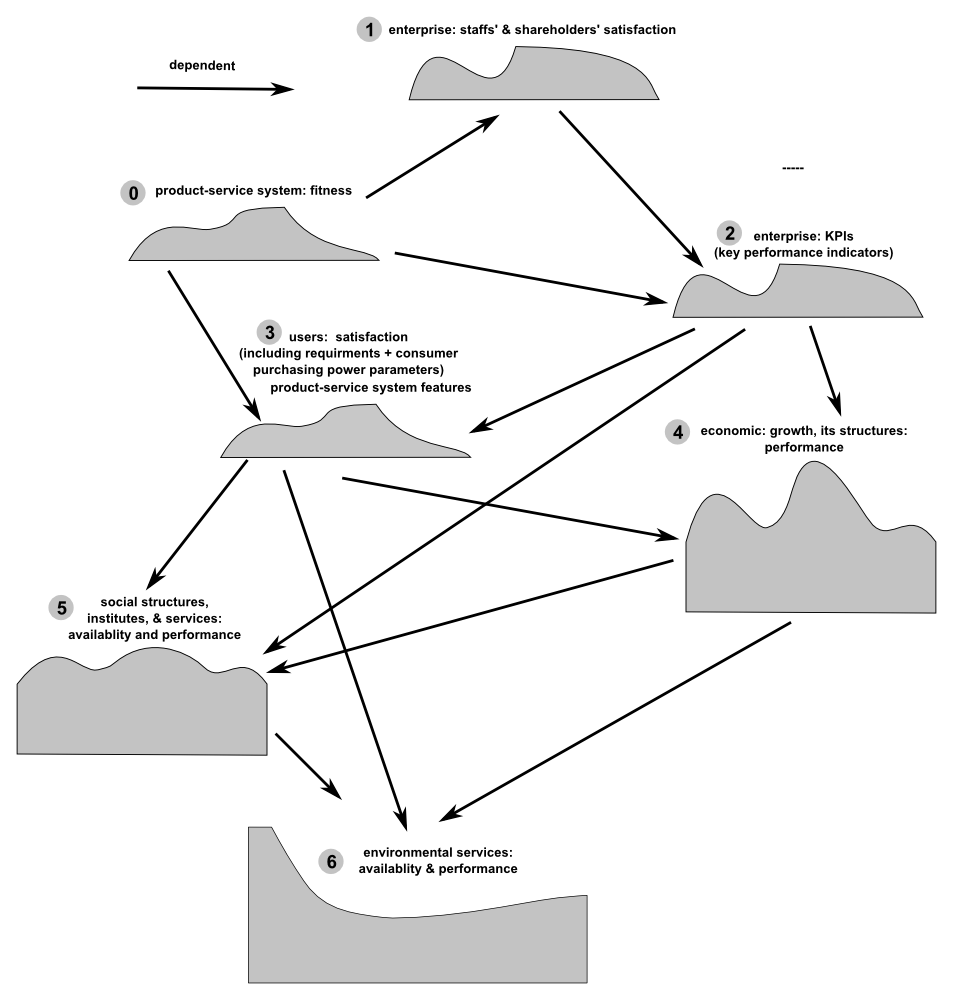 1 enterprise: staffs' & shareholders' satisfaction
dependent
-----
0 product-service system: fitness
2 enterprise: KPIs
(key performance indicators)
3 users: satisfaction
(including requirments + consumer
purchasing power parameters)
product-service system features
4 economic: growth, its structures:
performance
5 social structures,
institutes, & services:
availablity and performance
6 environmental services:
availablity & performance